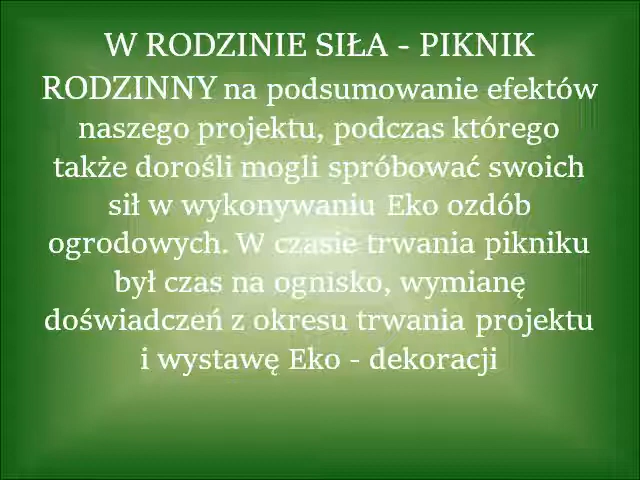 W RODZINIE SIŁA - PIKNIK
RODZINNY na podsumowanie efektów
naszego projektu, podczas którego
także dorośli mogli spróbować swoich
sił w wykonywaniu Eko ozdób
ogrodowych. W czasie trwania pikniku
był czas na ognisko, wymianę
doświadczeń z okresu trwania projektu
i wystawę Eko - dekoracji